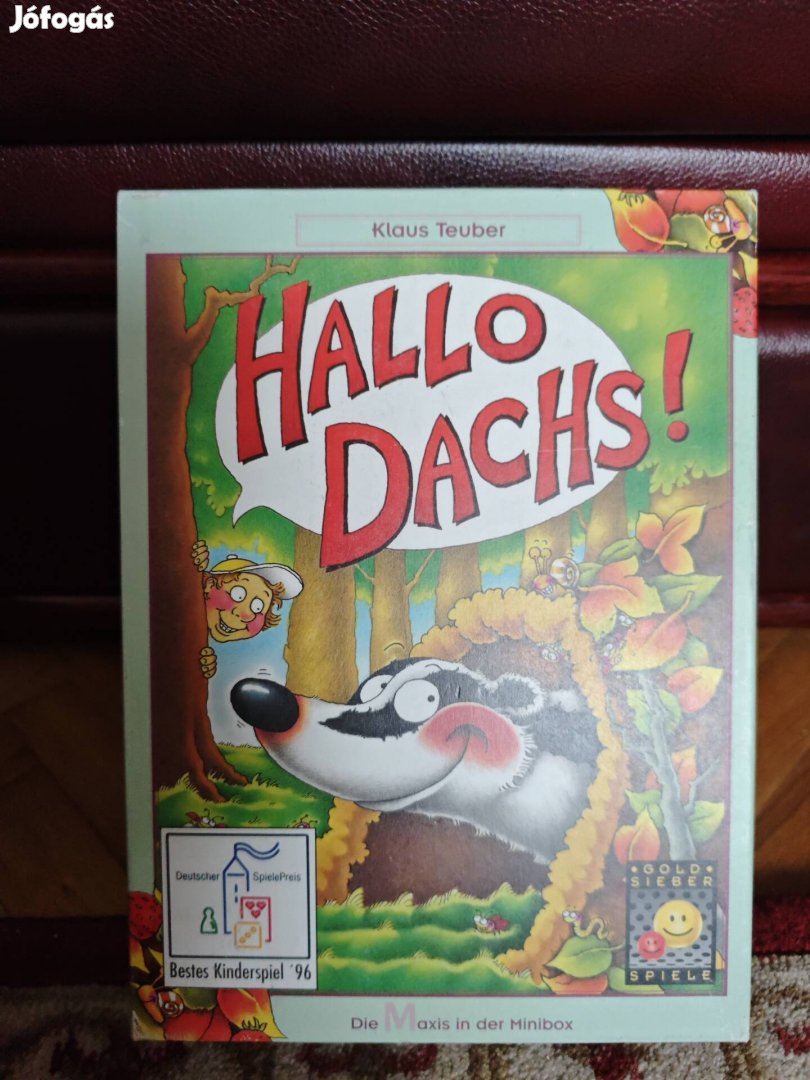 Jófogás
Klaus Teuber
HALLO
DACHS!
Deutscher SpielePreis
Bestes Kinderspiel '96
GOLD
SIEBER
SPIELE
Die Maxis in der Minibox